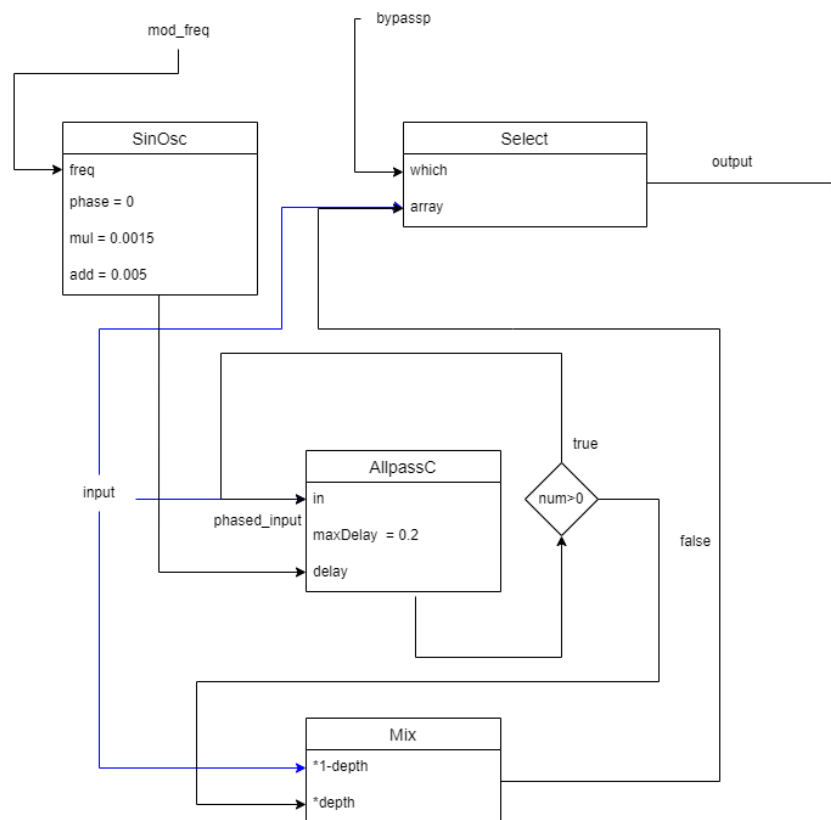 mod_freq
bypassp
SinOsc
freq
phase = 0
mul = 0.0015
add = 0.005
Select
which
array
output
input
phased_input
AllpassC
in
maxDelay = 0.2
delay
true
num>0
false
Mix
*1-depth
*depth